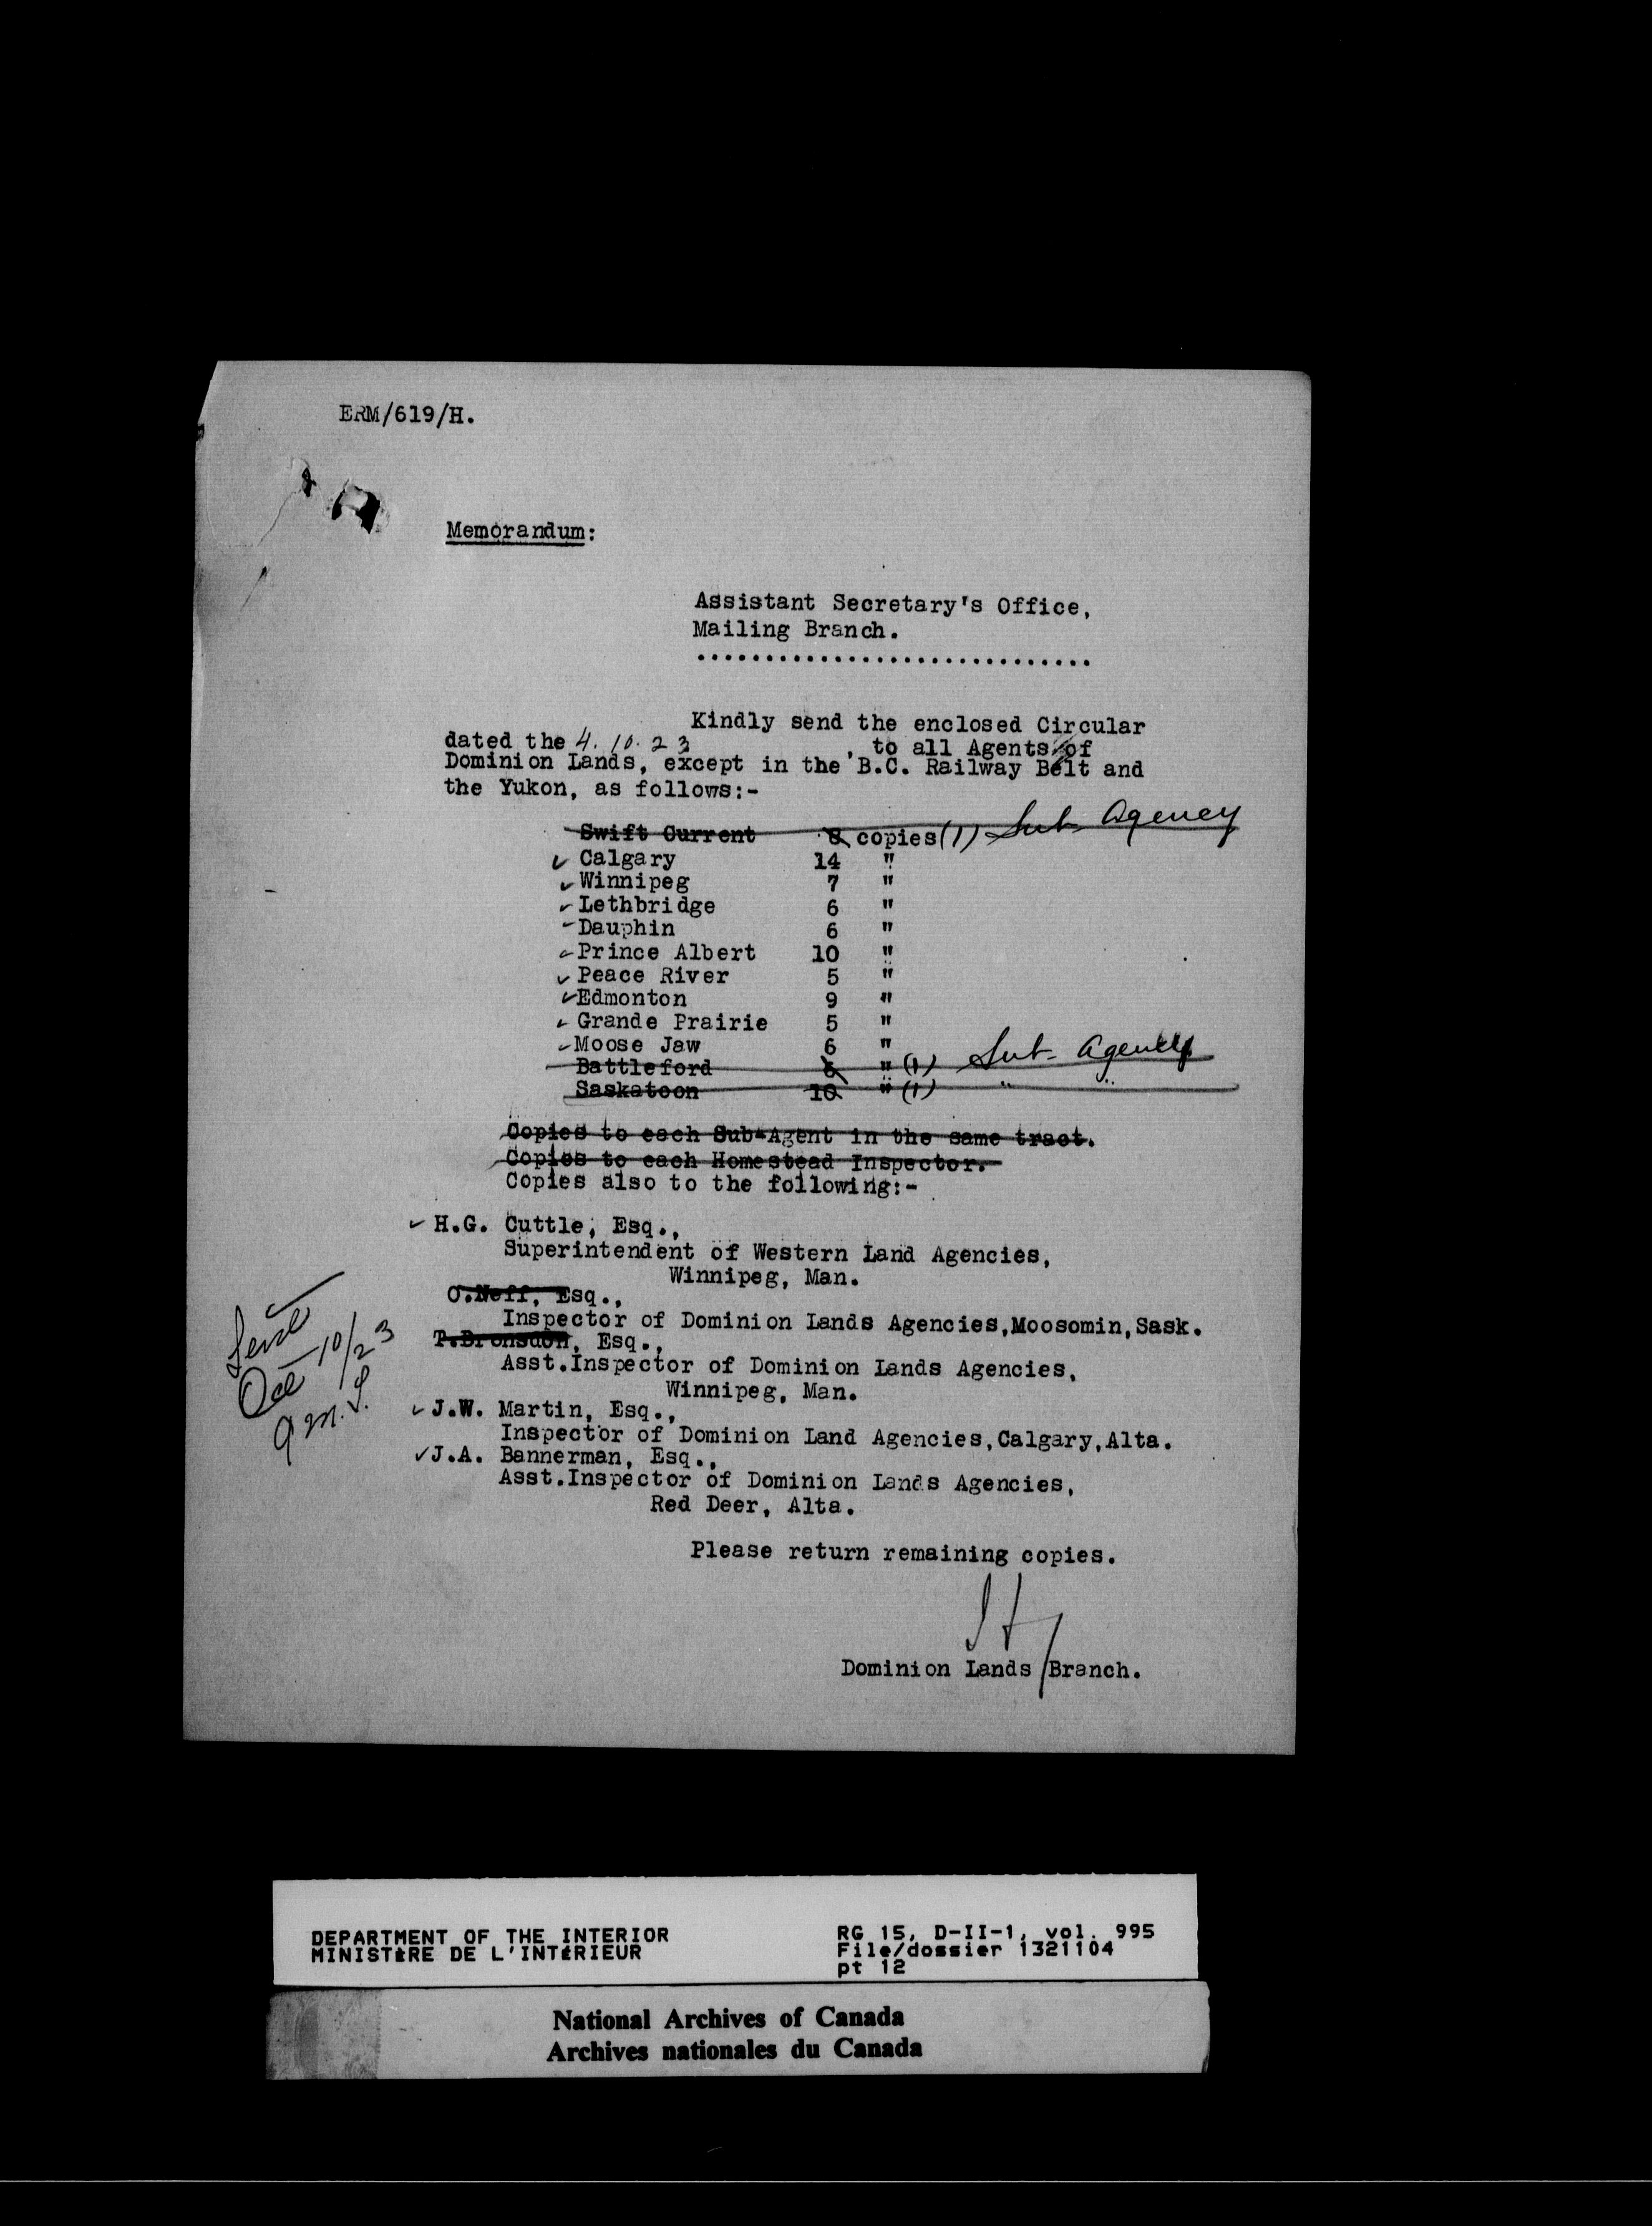 ERM/619/H.
Memorandum:
Assistant Secretary's Office,
Mailing Branch.
.............................
Kindly send the enclosed Circular
dated the 4.10.23 , to all Agents of
Dominion Lands, except in the B.C. Railway Belt and
the Yukon, as follows:-
Swift Current 8 copies (1) Sub Agency
Calgary 14 "
Winnipeg 7 "
Lethbridge 6 "
Dauphin 6 "
Prince Albert 10 "
Peace River 5 "
Edmonton 9 "
Grande Prairie 5 "
Moose Jaw 6 "
Battleford " (1) Sub- Agency
Saskatoon 10 " (1) " "
Copies to each Sub-Agent in the same tract.
Copies to each Homestead Inspector.
Copies also to the following:-
H.G. Cuttle, Esq.,
Superintendent of Western Land Agencies,
Winnipeg, Man.
O.Neff, Esq.,
Inspector of Dominion Lands Agencies,Moosomin,Sask.
P.Bronsdon, Esq.,
Asst.Inspector of Dominion Lands Agencies,
Winnipeg, Man.
J.W. Martin, Esq.,
Inspector of Dominion Land Agencies,Calgary,Alta.
J.A. Bannerman, Esq.,
Asst.Inspector of Dominion Lands Agencies,
Red Deer, Alta.
Sent
Oct 10/23
Please return remaining copies.
Dominion Lands Branch.
DEPARTMENT OF THE INTERIOR
MINISTÈRE DE L'INTÉRIEUR
RG 15, D-II-1, vol. 995
File/dossier 1321104
pt 12
National Archives of Canada
Archives nationales du Canada